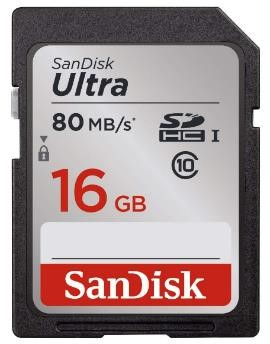 SanDisk
Ultra
80 MB/s*
SD HC I
10
16 GB
SanDisk